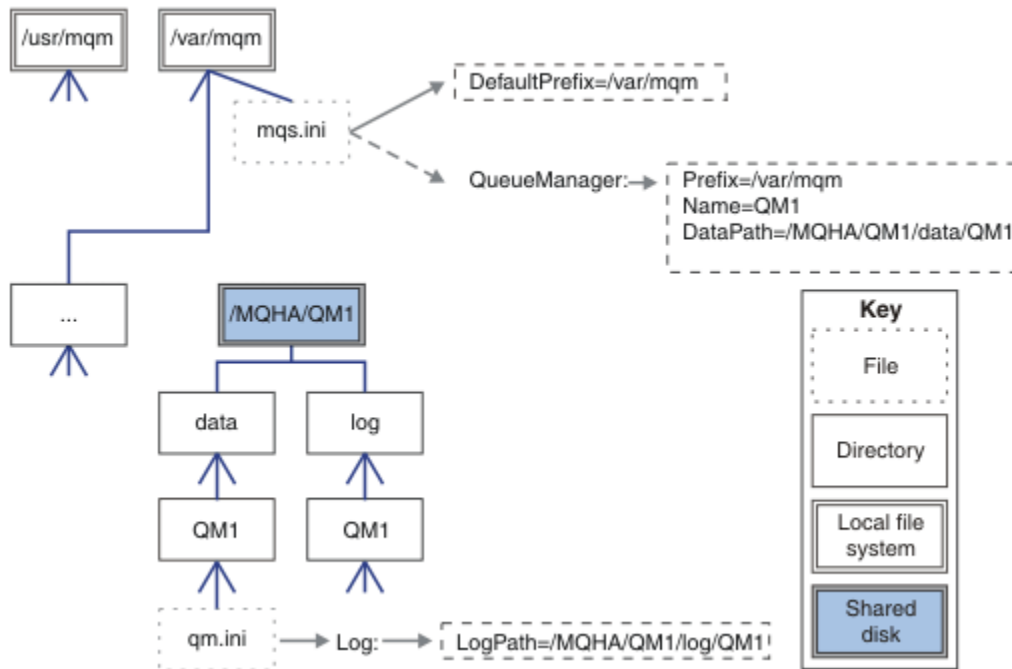 /usr/mqm
/var/mqm
mqs.ini
DefaultPrefix=/var/mqm
QueueManager:
Prefix=/var/mqm
Name=QM1
DataPath=/MQHA/QM1/data/QM1
...
/MQHA/QM1
data
log
QM1
QM1
qm.ini
Log:
LogPath=/MQHA/QM1/log/QM1
Key
File
Directory
Local file
system
Shared
disk